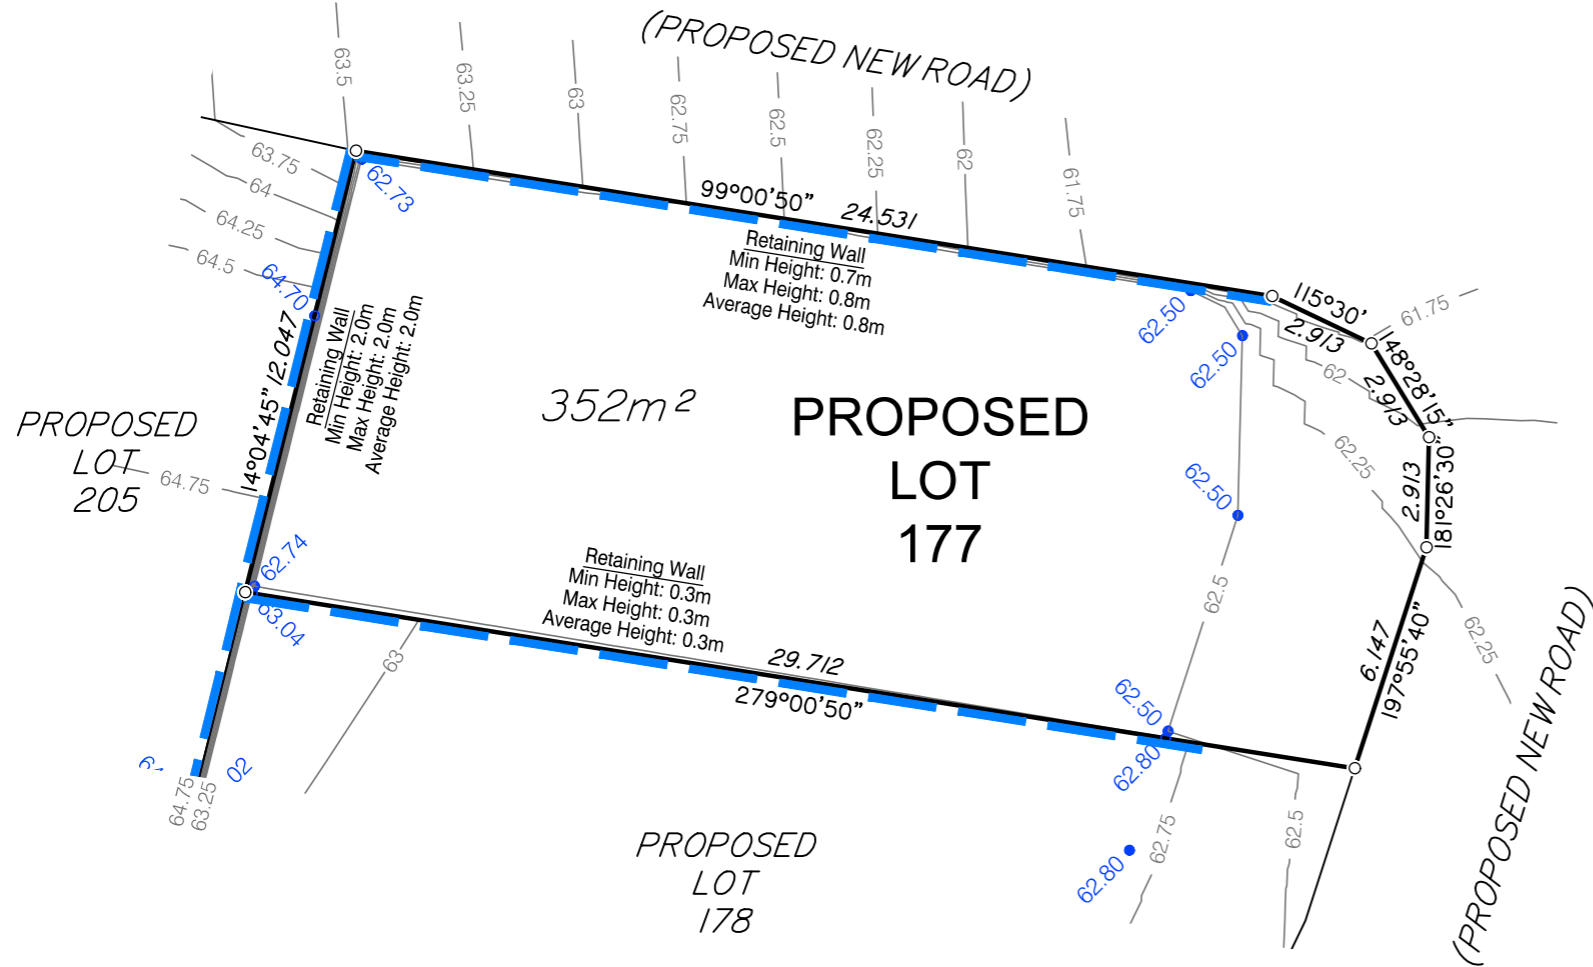 (PROPOSED NEW ROAD)
63.5
63.25
63
62.75
62.5
62.25
62
61.75
63.75
64
64.25
64.5
64.75
62.73
64.70
99°00'50"
24.531
Retaining Wall
Min Height: 0.7m
Max Height: 0.8m
Average Height: 0.8m
115°30'
2.913
61.75
148°28'15"
2.913
62
62.25
62.50
62.50
62.50
14°04'45" 12.047
Retaining Wall
Min Height: 2.0m
Max Height: 2.0m
Average Height: 2.0m
352m²
PROPOSED
LOT
177
PROPOSED
LOT
205
2.913
181°26'30"
62.74
63.04
Retaining Wall
Min Height: 0.3m
Max Height: 0.3m
Average Height: 0.3m
62.5
62.25
6.147
197°55'40"
29.712
279°00'50"
63
62.50
62.80
62.75
62.5
62.80
02
64.75
63.25
PROPOSED
LOT
178
(PROPOSED NEW ROAD)